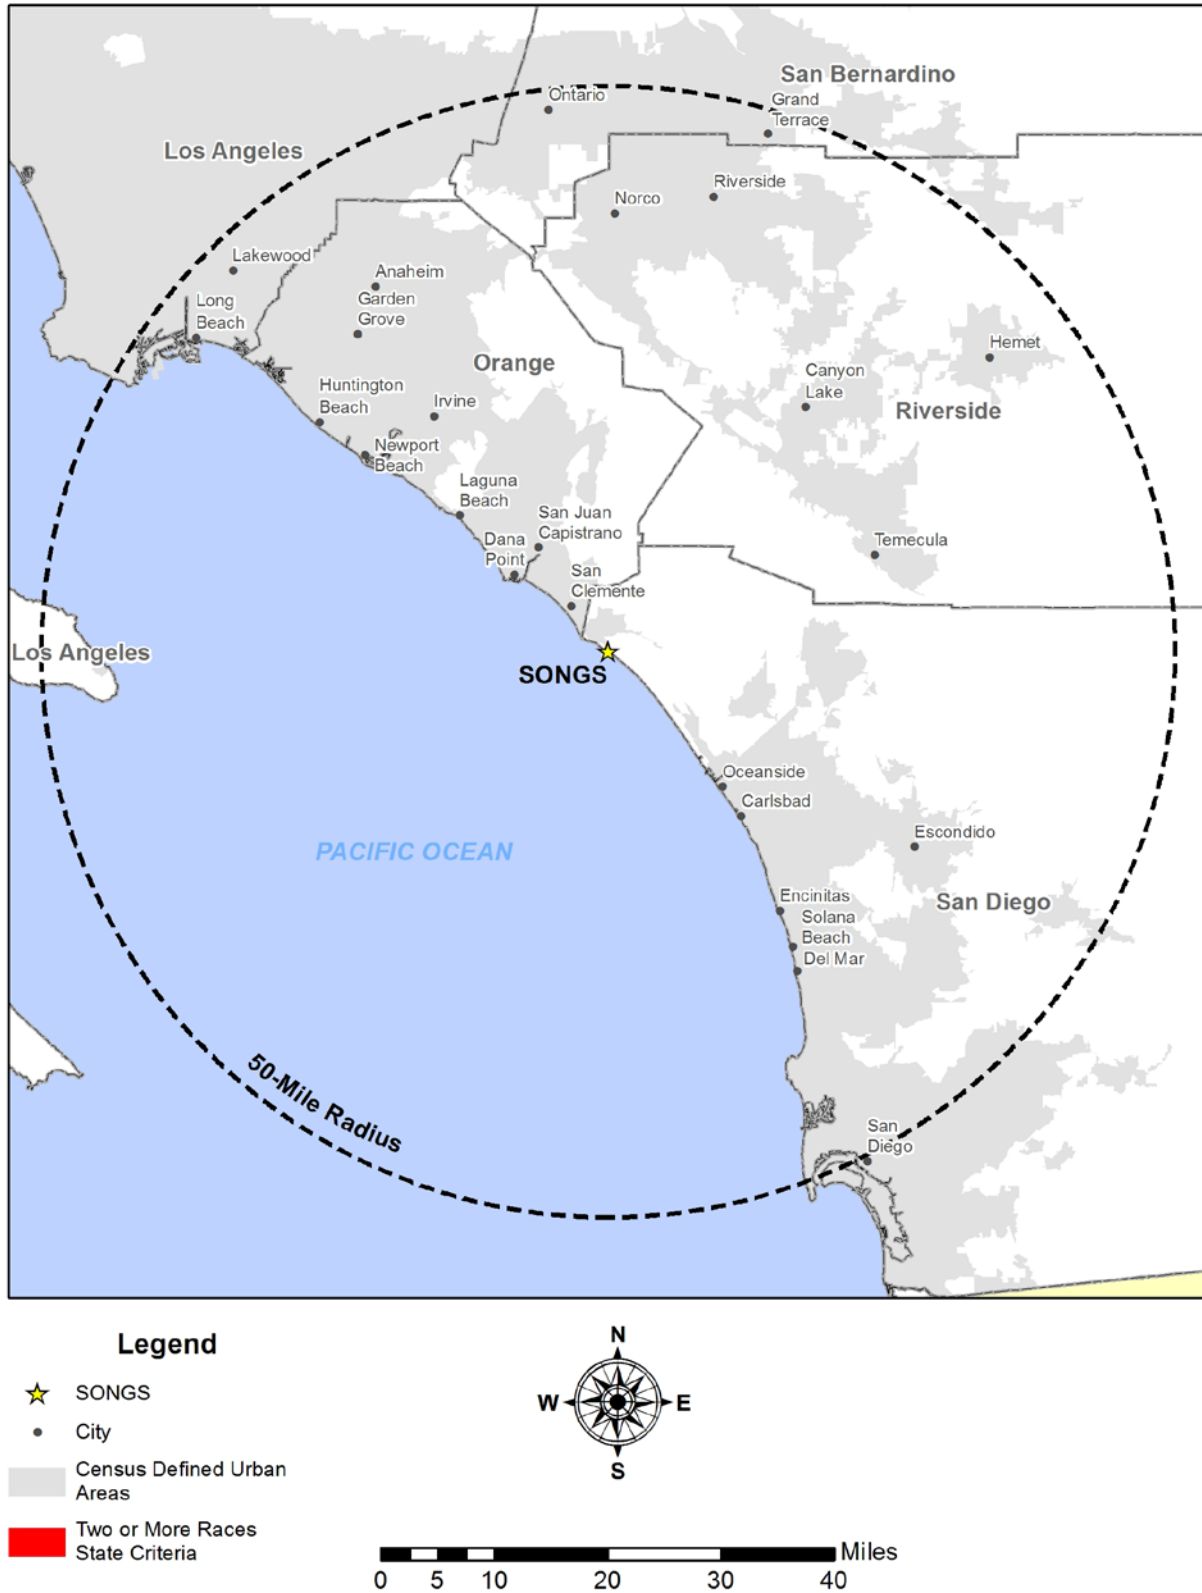 San Bernardino
Ontario
Grand
Terrace
Los Angeles
Riverside
Norco
Lakewood
Anaheim
Long
Beach
Garden
Grove
Hemet
Orange
Canyon
Lake
Huntington
Beach
Irvine
Riverside
Newport
Beach
Laguna
Beach
San Juan
Capistrano
Dana
Point
Temecula
San
Clemente
Los Angeles
SONGS
Oceanside
Carlsbad
PACIFIC OCEAN
Escondido
Encinitas
San Diego
Solana
Beach
Del Mar
50-Mile Radius
San
Diego
Legend
SONGS
City
Census Defined Urban
Areas
Two or More Races
State Criteria
N
W
E
S
Miles
0 5 10 20 30 40